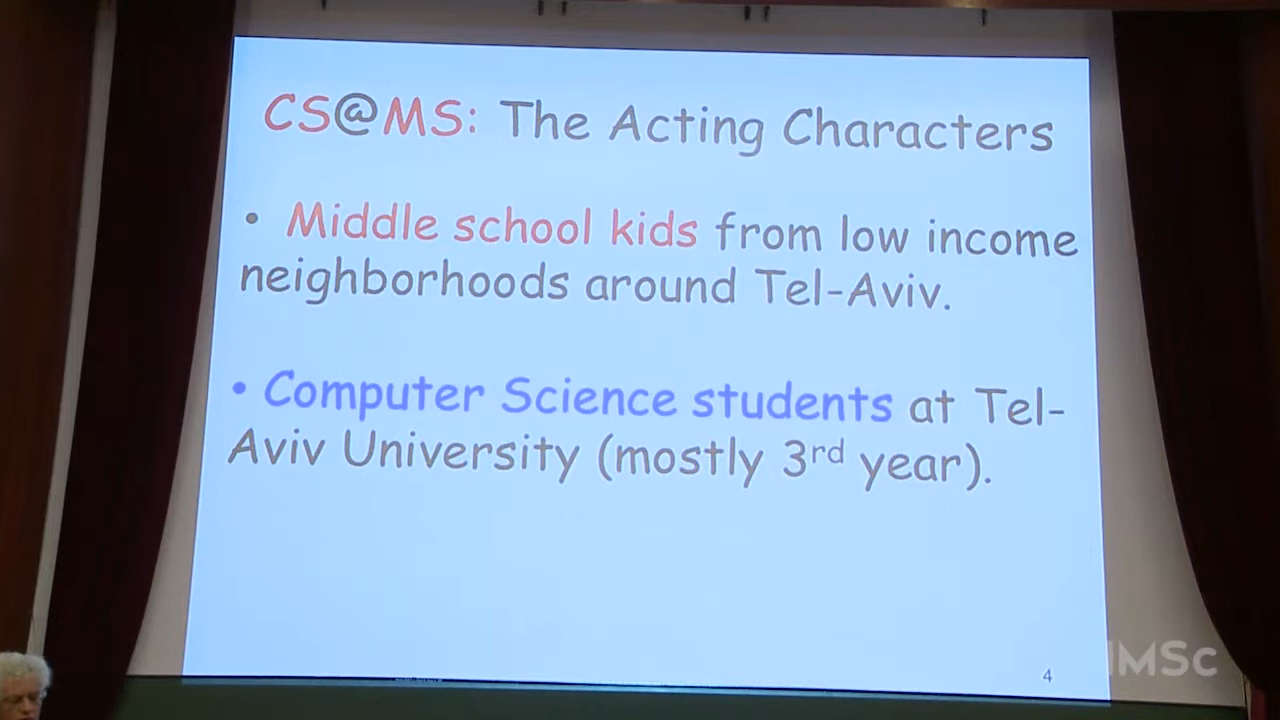 CS@MS: The Acting Characters
• Middle school kids from low income
neighborhoods around Tel-Aviv.
• Computer Science students at Tel-
Aviv University (mostly 3rd year).
4
IMSc